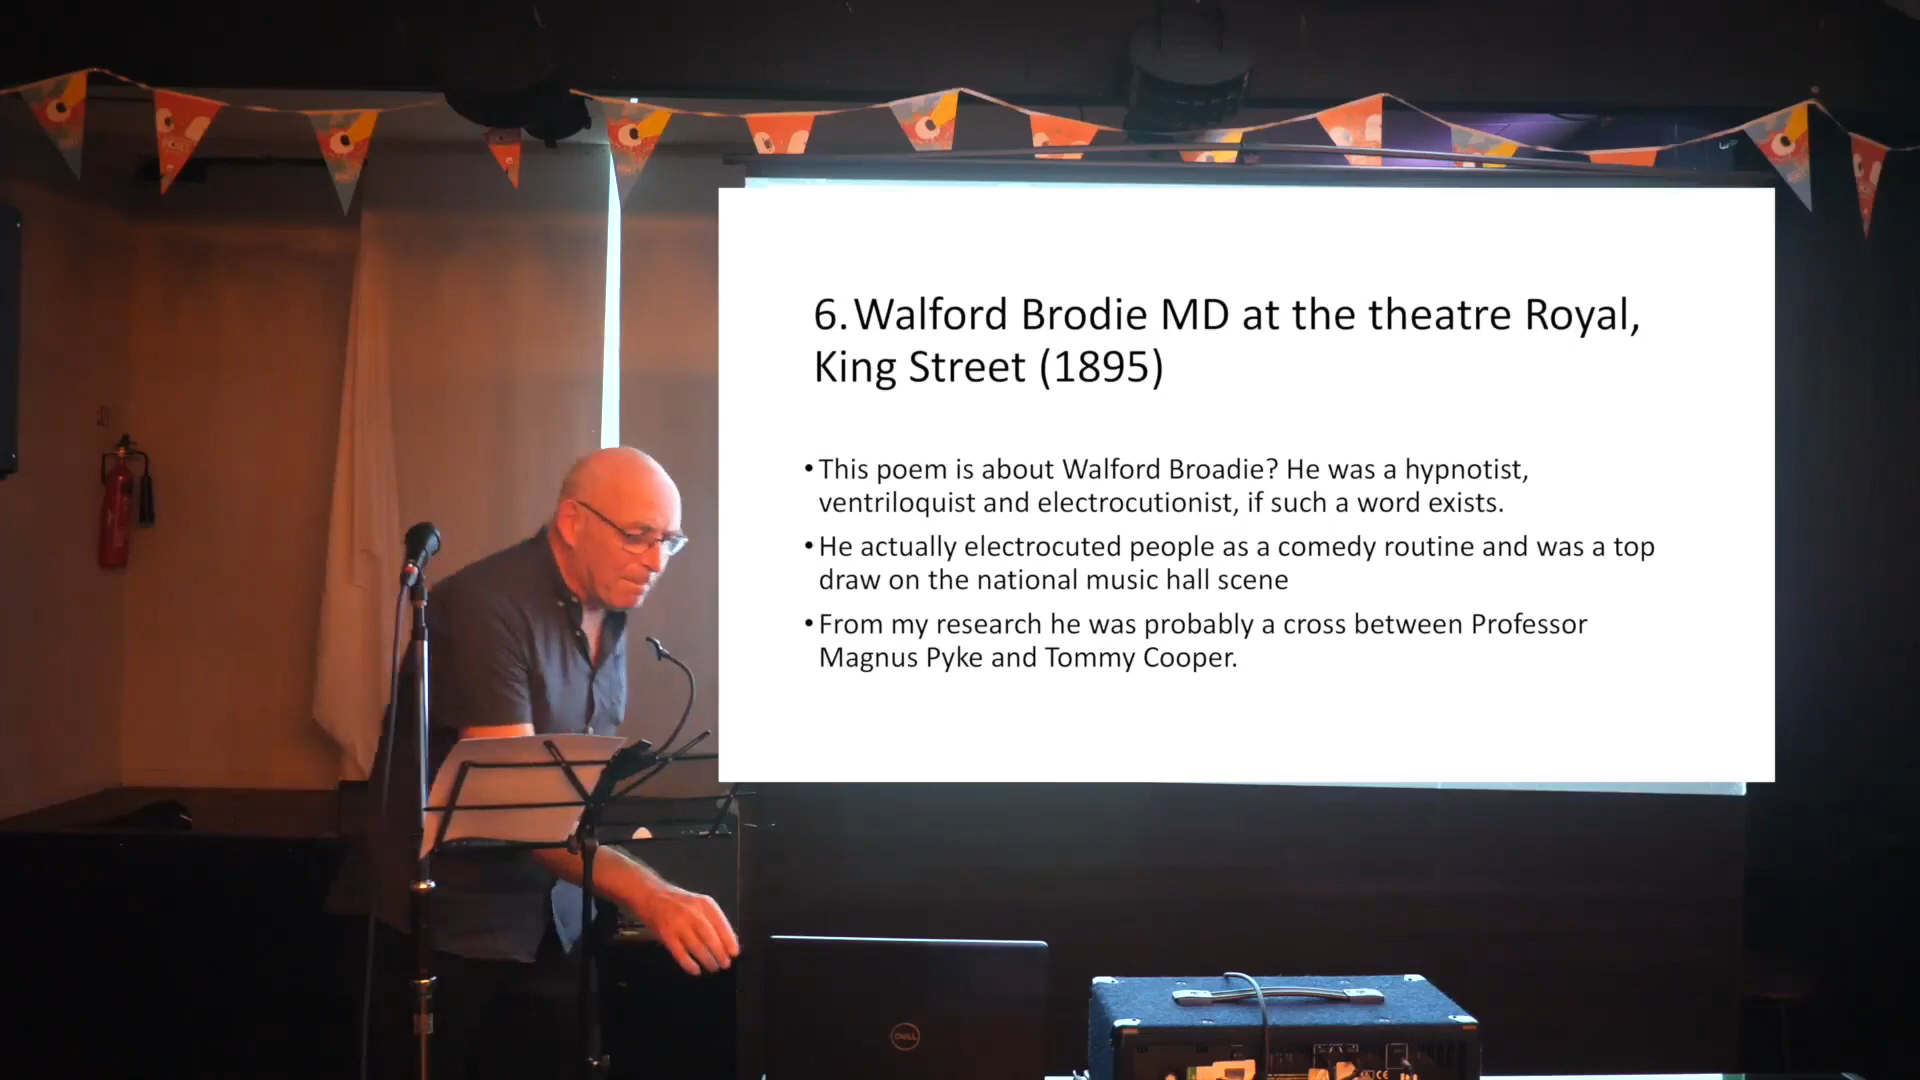 6. Walford Brodie MD at the theatre Royal,
King Street (1895)
• This poem is about Walford Broadie? He was a hypnotist,
ventriloquist and electrocutionist, if such a word exists.
• He actually electrocuted people as a comedy routine and was a top
draw on the national music hall scene
• From my research he was probably a cross between Professor
Magnus Pyke and Tommy Cooper.
DELL
CE